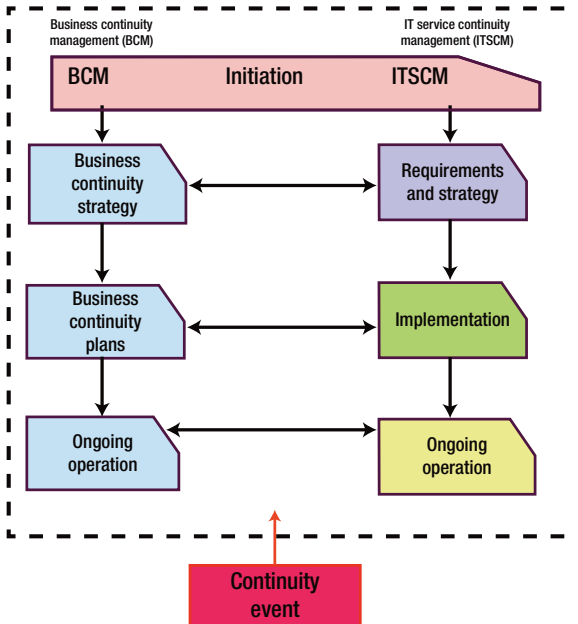 Business continuity
management (BCM)
IT service continuity
management (ITSCM)
BCM Initiation ITSCM
Business
continuity
strategy
Requirements
and strategy
Business
continuity
plans
Implementation
Ongoing
operation
Ongoing
operation
Continuity
event